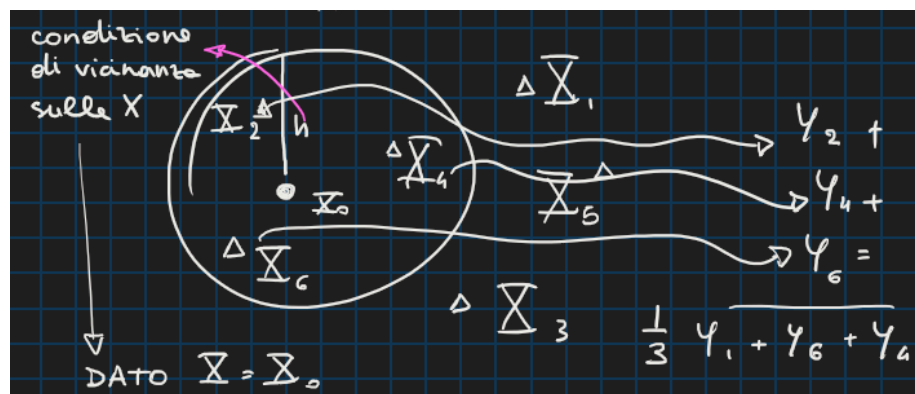 condizione
di vicinanza
sulle X
h
X₀
△ X₁
X₂ △
△ X₄
X₅ △
△ X₆
△ X₃
Y₂ +
Y₄ +
Y₆ =
1/3 Y₁ + Y₆ + Y₄
DATO X = X₀